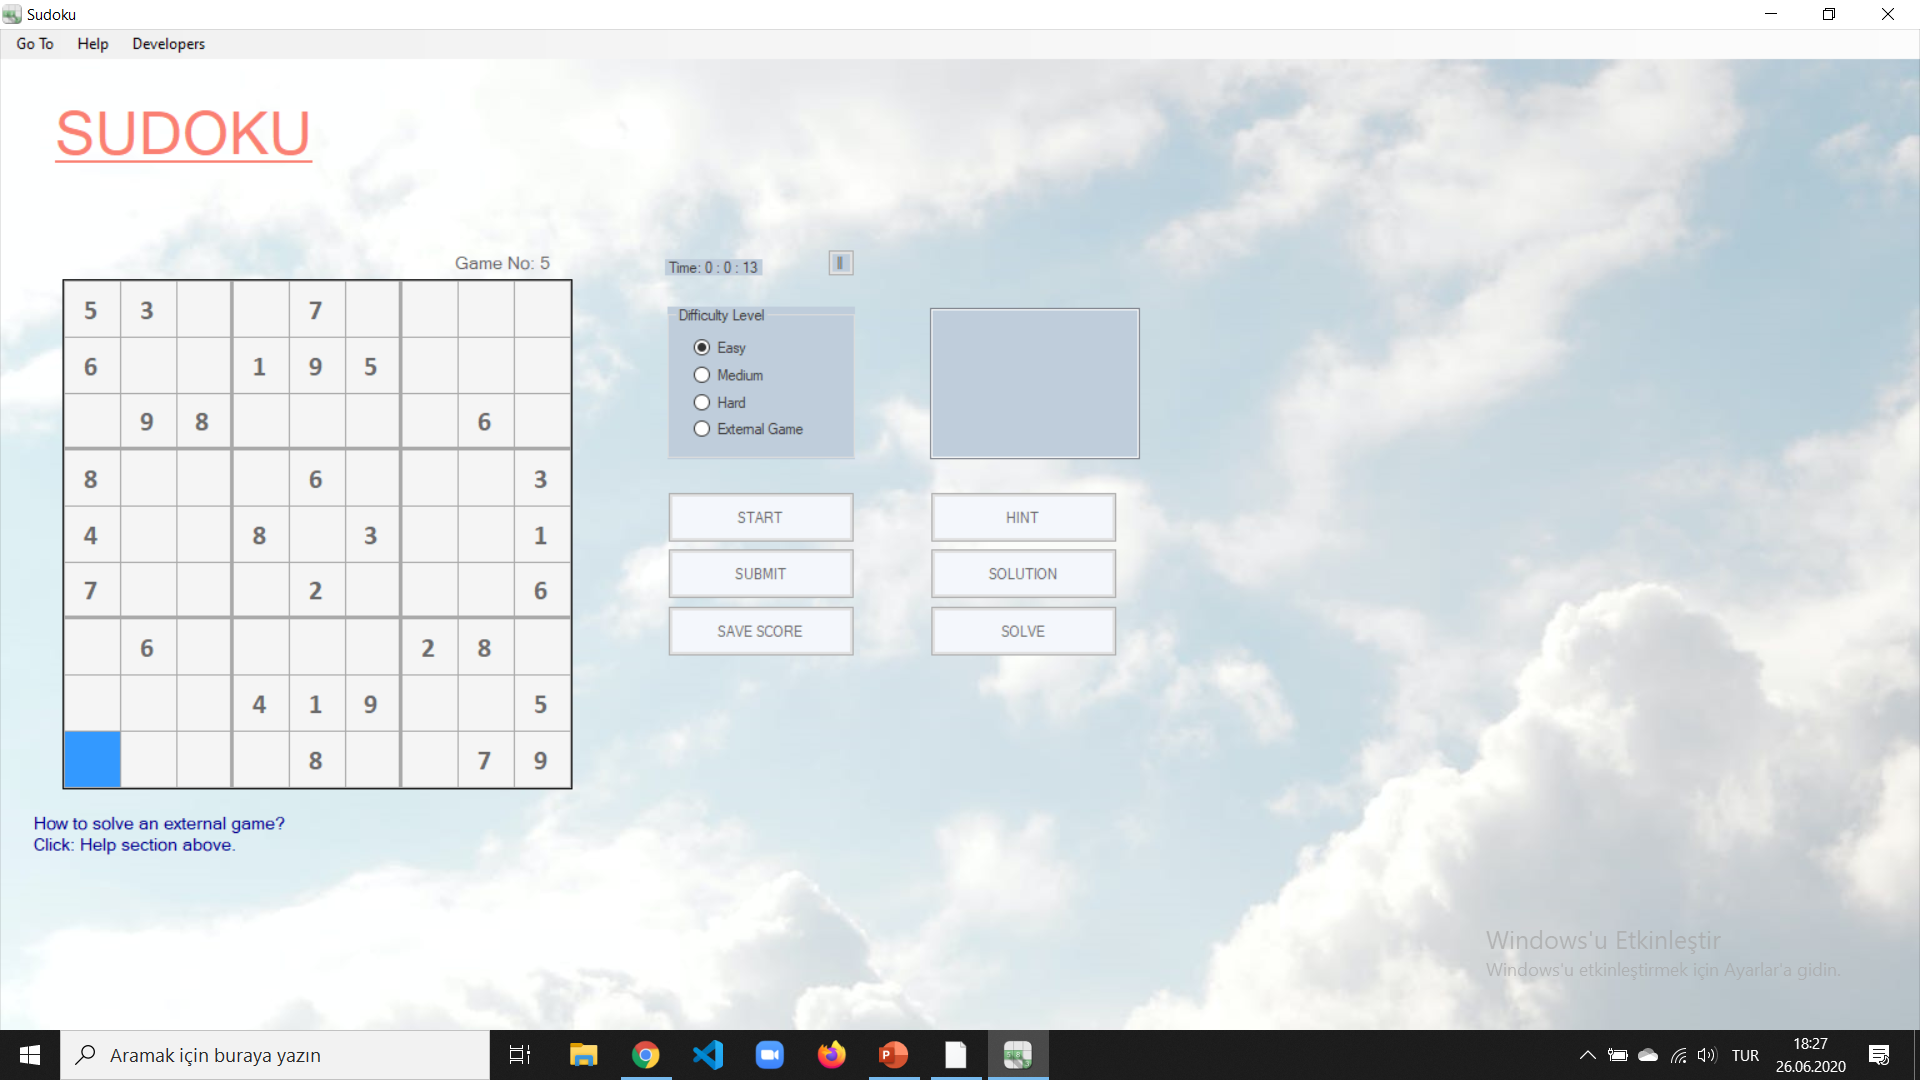 Sudoku
Go To Help Developers
SUDOKU
Game No: 5
Time: 0 : 0 : 13
5 3 7
6 1 9 5
9 8 6
8 6 3
4 8 3 1
7 2 6
6 2 8
4 1 9 5
8 7 9
Difficulty Level
Easy
Medium
Hard
External Game
START HINT
SUBMIT SOLUTION
SAVE SCORE SOLVE
How to solve an external game?
Click: Help section above.
Windows'u Etkinleştir
Windows'u etkinleştirmek için Ayarlar'a gidin.
Aramak için buraya yazın
TUR
18:27
26.06.2020